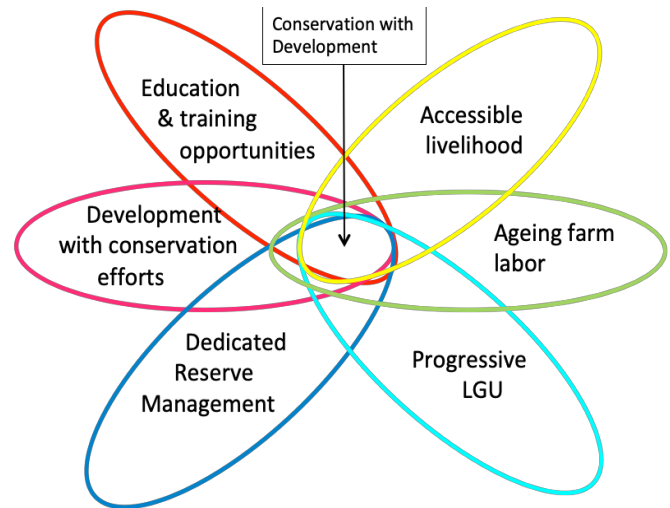 Conservation with
Development
Education
& training
opportunities
Accessible
livelihood
Development
with conservation
efforts
Ageing farm
labor
Dedicated
Reserve
Management
Progressive
LGU